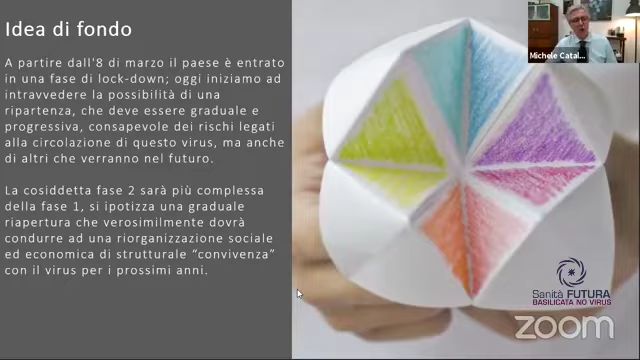 Idea di fondo
A partire dall'8 di marzo il paese è entrato
in una fase di lock-down; oggi iniziamo ad
intravvedere la possibilità di una
ripartenza, che deve essere graduale e
progressiva, consapevole dei rischi legati
alla circolazione di questo virus, ma anche
di altri che verranno nel futuro.
La cosiddetta fase 2 sarà più complessa
della fase 1, si ipotizza una graduale
riapertura che verosimilmente dovrà
condurre ad una riorganizzazione sociale
ed economica di strutturale “convivenza”
con il virus per i prossimi anni.
Michele Catal...
Sanità FUTURA
BASILICATA NO VIRUS
zoom